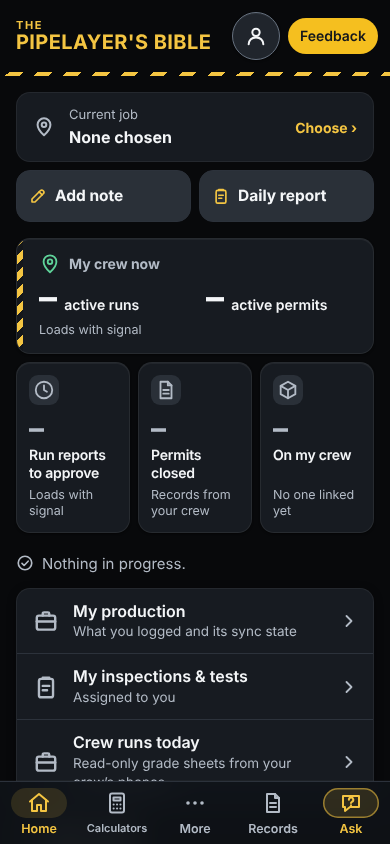 THE
PIPELAYER'S BIBLE
Feedback
Current job
None chosen
Choose ›
Add note
Daily report
My crew now
– active runs
– active permits
Loads with signal
–
Run reports
to approve
Loads with
signal
–
Permits
closed
Records from
your crew
–
On my crew
No one linked
yet
Nothing in progress.
My production
What you logged and its sync state
My inspections & tests
Assigned to you
Crew runs today
Read-only grade sheets from your
crew's phones
Home
Calculators
More
Records
Ask